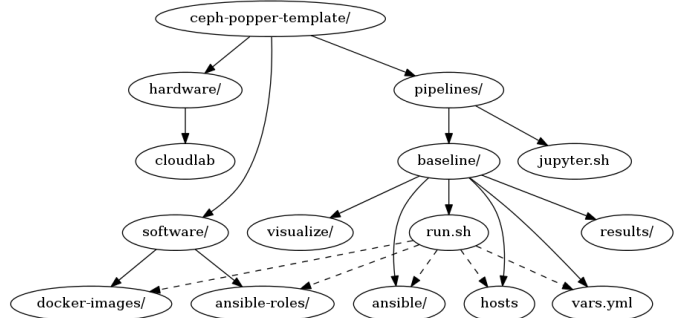 ceph-popper-template/
hardware/
pipelines/
cloudlab
baseline/
jupyter.sh
software/
visualize/
run.sh
results/
docker-images/
ansible-roles/
ansible/
hosts
vars.yml